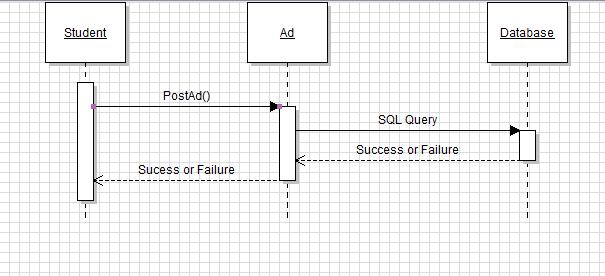 Student
Ad
Database
PostAd()
SQL Query
Success or Failure
Sucess or Failure